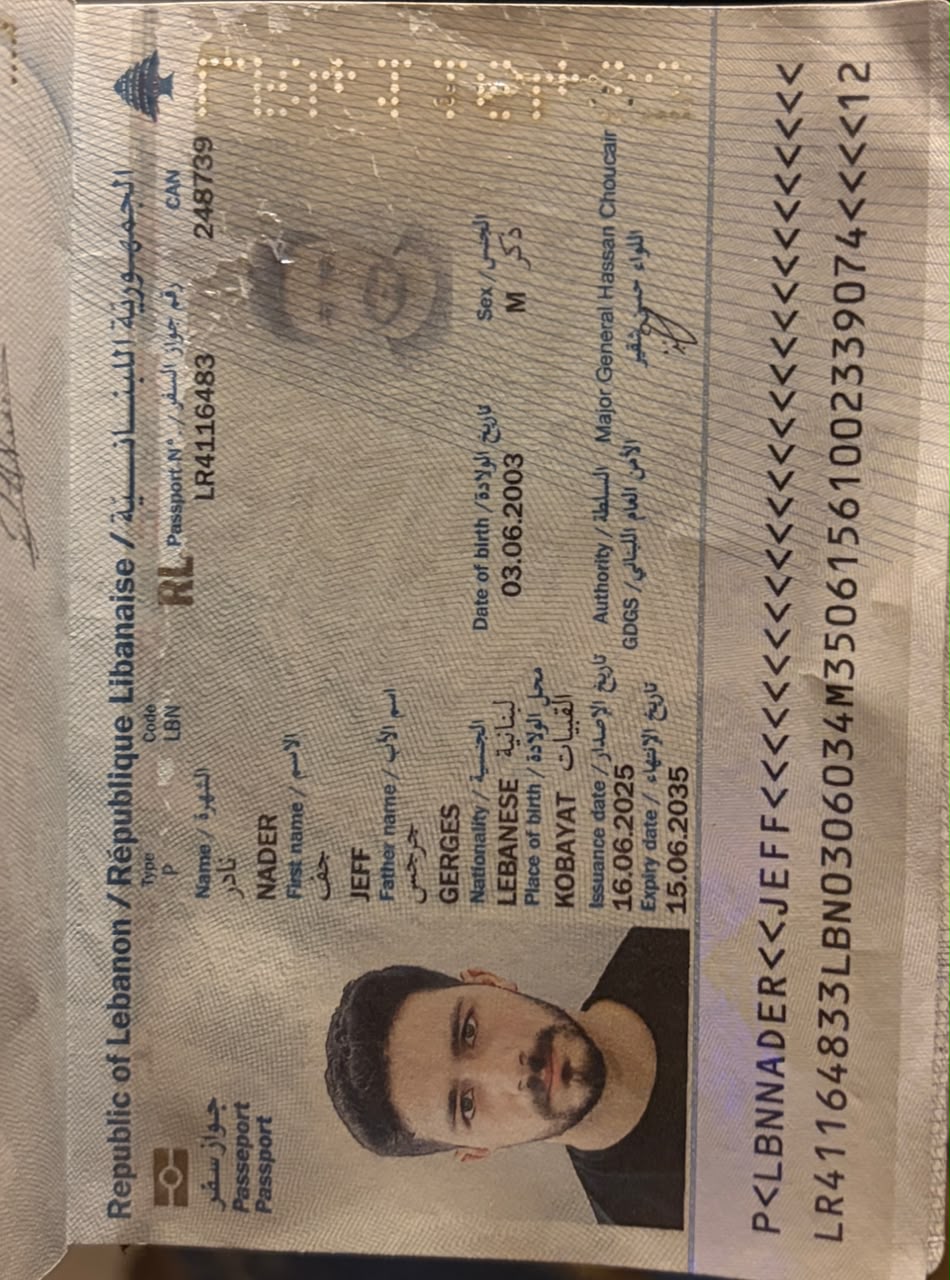 Republic of Lebanon / République Libanaise / الجمهورية اللبنانية
جواز سفر
Passeport
Passport
Type
P
Code
LBN
RL
Passport N° / رقم جواز السفر
LR4116483
CAN
248739
Name / الشهرة
نادر
NADER
First name / الاسم
جف
JEFF
Father name / اسم الأب
جرجس
GERGES
Nationality / الجنسية
LEBANESE لبنانية
Date of birth / تاريخ الولادة
03.06.2003
Sex / الجنس
M ذكر
Place of birth / محل الولادة
KOBAYAT القبيات
Issuance date / تاريخ الإصدار
16.06.2025
Authority / السلطة
Major General Hassan Choucair
GDGS / الأمن العام اللبناني
اللواء حسن شقير
Expiry date / تاريخ الإنتهاء
15.06.2035
P<LBNNADER<<JEFF<<<<<<<<<<<<<<<<<<<<<<<<<<<<
LR41164833LBN0306034M3506156100233​9074<<<<12